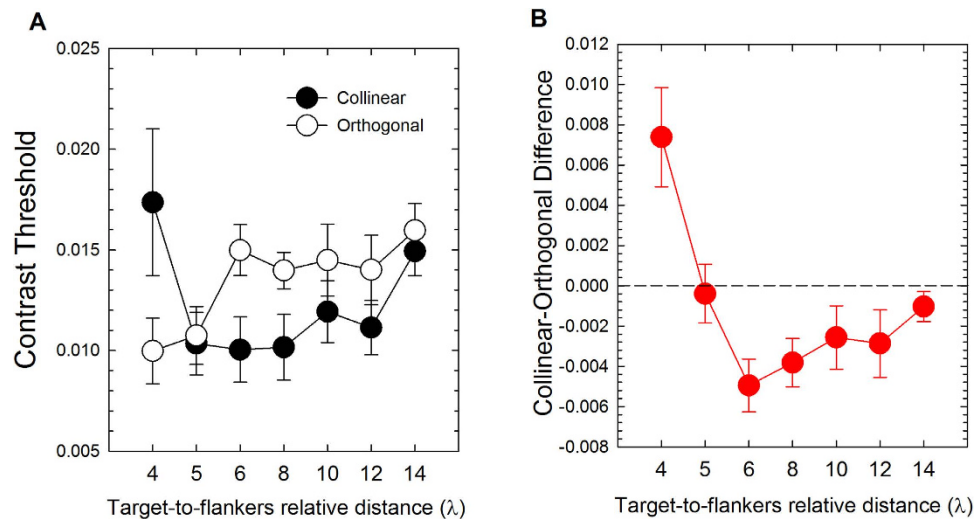 A
0.025
0.020
0.015
0.010
0.005
Contrast Threshold
Collinear
Orthogonal
4 5 6 8 10 12 14
Target-to-flankers relative distance (λ)
B
0.012
0.010
0.008
0.006
0.004
0.002
0.000
-0.002
-0.004
-0.006
-0.008
Collinear-Orthogonal Difference
4 5 6 8 10 12 14
Target-to-flankers relative distance (λ)